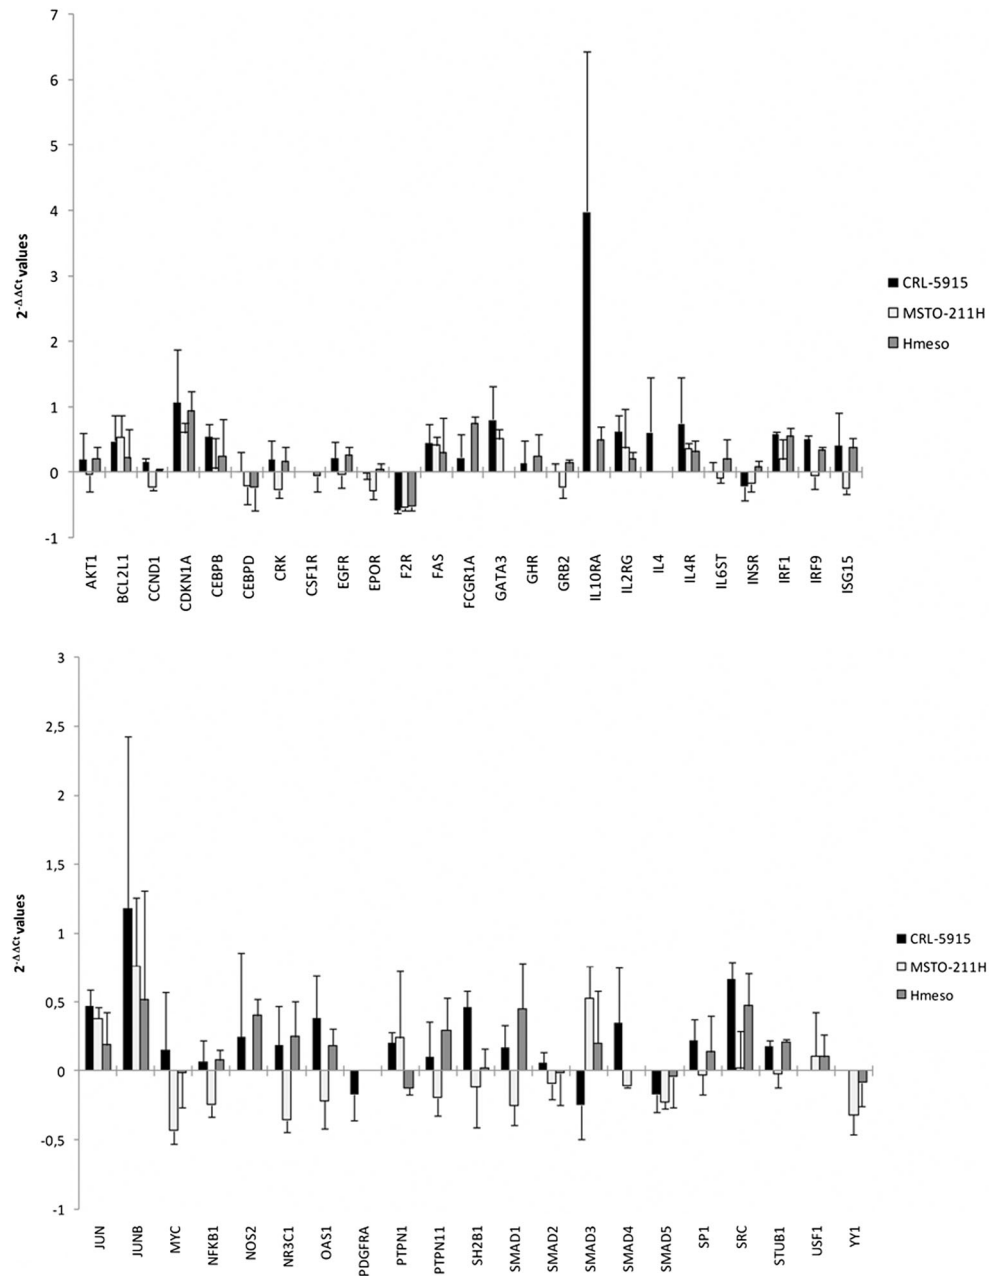 7
6
5
4
3
2
1
0
-1
2-ΔΔCt values
CRL-5915
MSTO-211H
Hmeso
AKT1
BCL2L1
CCND1
CDKN1A
CEBPB
CEBPD
CRK
CSF1R
EGFR
EPOR
F2R
FAS
FCGR1A
GATA3
GHR
GRB2
IL10RA
IL2RG
IL4
IL4R
IL6ST
INSR
IRF1
IRF9
ISG15
3
2,5
2
1,5
1
0,5
0
-0,5
-1
2-ΔΔCt values
CRL-5915
MSTO-211H
Hmeso
JUN
JUNB
MYC
NFKB1
NOS2
NR3C1
OAS1
PDGFRA
PTPN1
PTPN11
SH2B1
SMAD1
SMAD2
SMAD3
SMAD4
SMAD5
SP1
SRC
STUB1
USF1
YY1